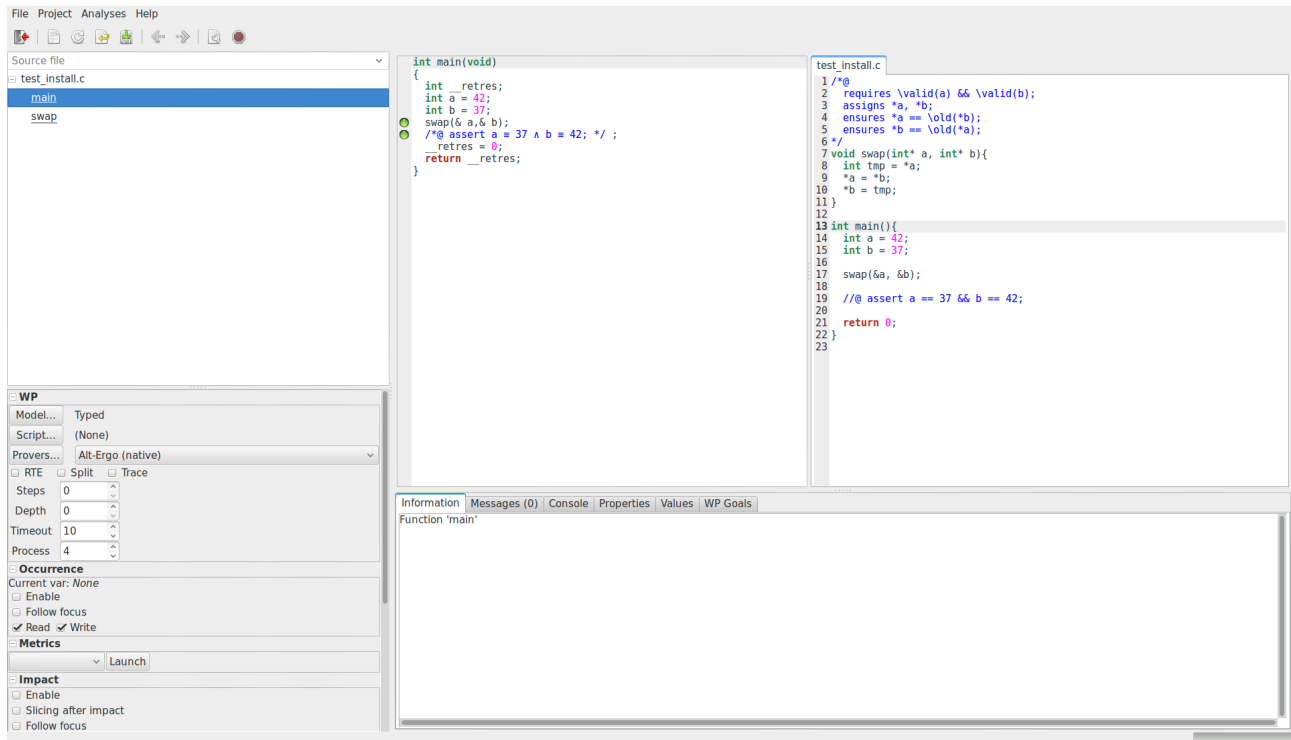 File Project Analyses Help
Source file
test_install.c
main
swap
WP
Model... Typed
Script... (None)
Provers... Alt-Ergo (native)
RTE Split Trace
Steps 0
Depth 0
Timeout 10
Process 4
Occurrence
Current var: None
Enable
Follow focus
Read Write
Metrics
Launch
Impact
Enable
Slicing after impact
Follow focus
int main(void)
{
int __retres;
int a = 42;
int b = 37;
swap(& a,& b);
/*@ assert a ≡ 37 ∧ b ≡ 42; */ ;
__retres = 0;
return __retres;
}
test_install.c
1 /*@
2 requires \valid(a) && \valid(b);
3 assigns *a, *b;
4 ensures *a == \old(*b);
5 ensures *b == \old(*a);
6 */
7 void swap(int* a, int* b){
8 int tmp = *a;
9 *a = *b;
10 *b = tmp;
11 }
12
13 int main(){
14 int a = 42;
15 int b = 37;
16
17 swap(&a, &b);
18
19 //@ assert a == 37 && b == 42;
20
21 return 0;
22 }
23
Information Messages (0) Console Properties Values WP Goals
Function 'main'